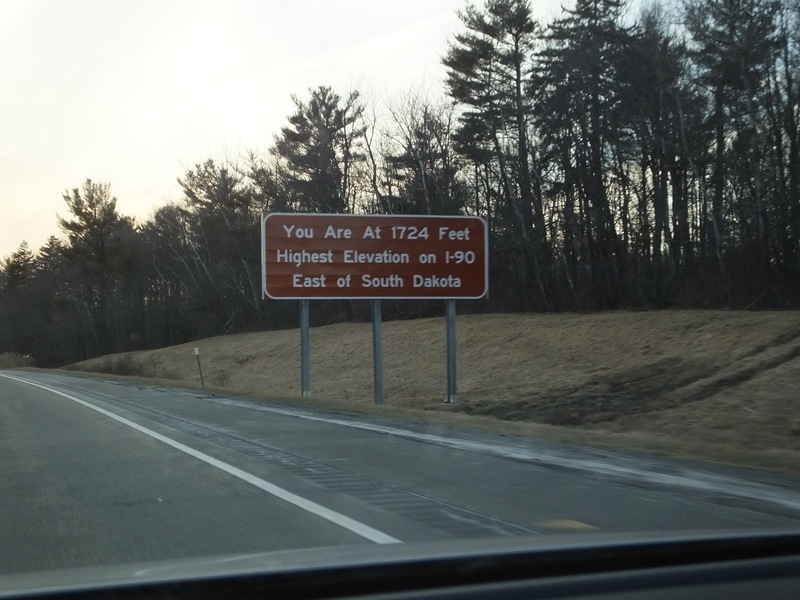 You Are At 1724 Feet
Highest Elevation on I-90
East of South Dakota